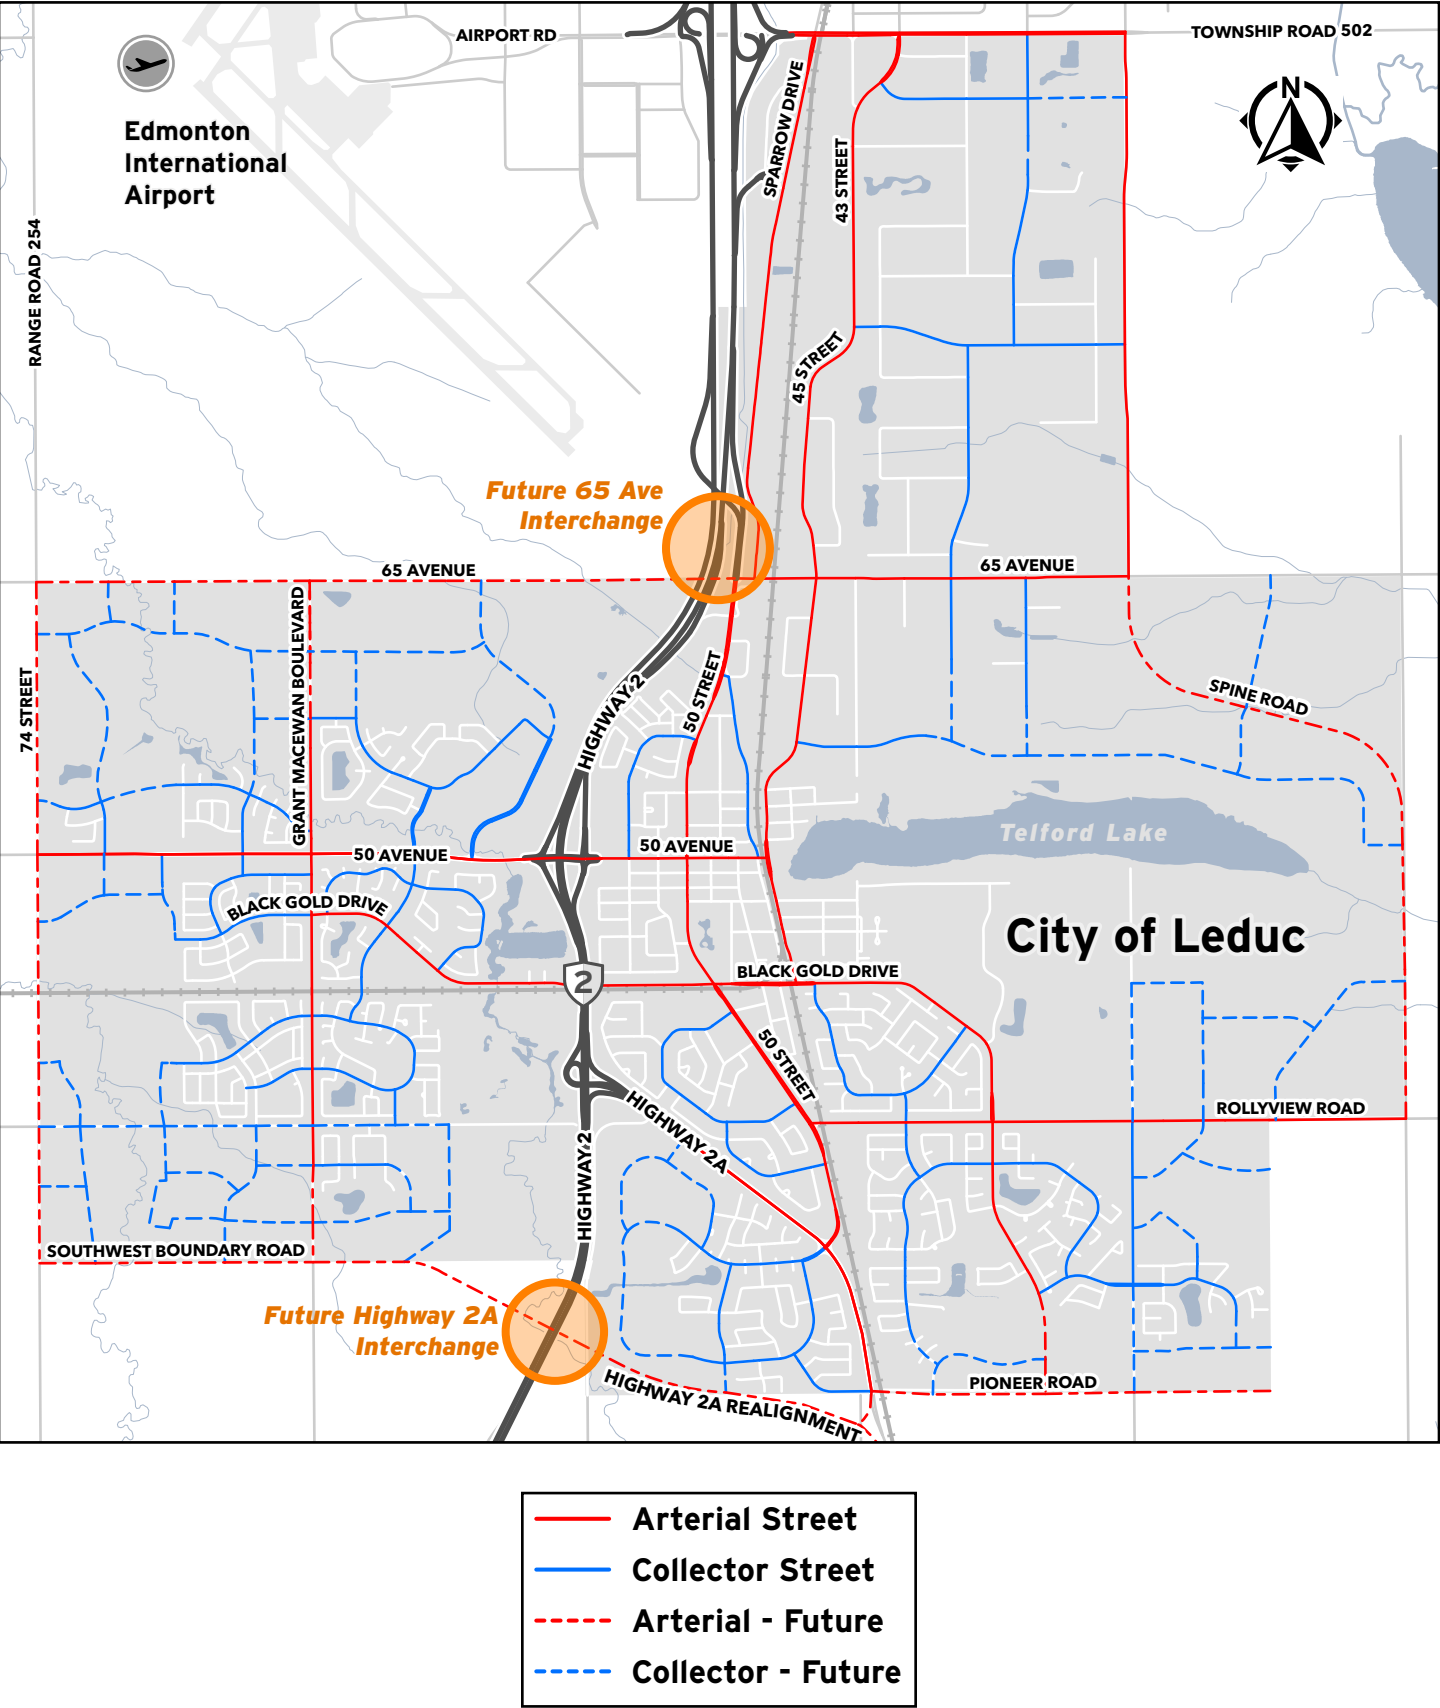 AIRPORT RD
TOWNSHIP ROAD 502
N
Edmonton
International
Airport
SPARROW DRIVE
43 STREET
RANGE ROAD 254
45 STREET
Future 65 Ave
Interchange
65 AVENUE
65 AVENUE
GRANT MACEWAN BOULEVARD
74 STREET
50 STREET
HIGHWAY 2
SPINE ROAD
50 AVENUE
50 AVENUE
Telford Lake
BLACK GOLD DRIVE
City of Leduc
BLACK GOLD DRIVE
2
50 STREET
HIGHWAY 2A
ROLLYVIEW ROAD
HIGHWAY 2
SOUTHWEST BOUNDARY ROAD
Future Highway 2A
Interchange
HIGHWAY 2A REALIGNMENT
PIONEER ROAD
Arterial Street
Collector Street
Arterial - Future
Collector - Future